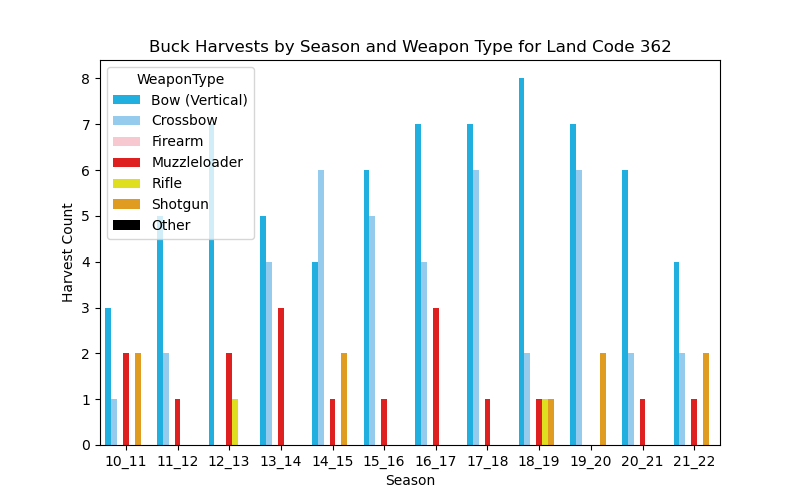 Buck Harvests by Season and Weapon Type for Land Code 362
WeaponType
Bow (Vertical)
Crossbow
Firearm
Muzzleloader
Rifle
Shotgun
Other
Harvest Count
8
7
6
5
4
3
2
1
0
10_11 11_12 12_13 13_14 14_15 15_16 16_17 17_18 18_19 19_20 20_21 21_22
Season